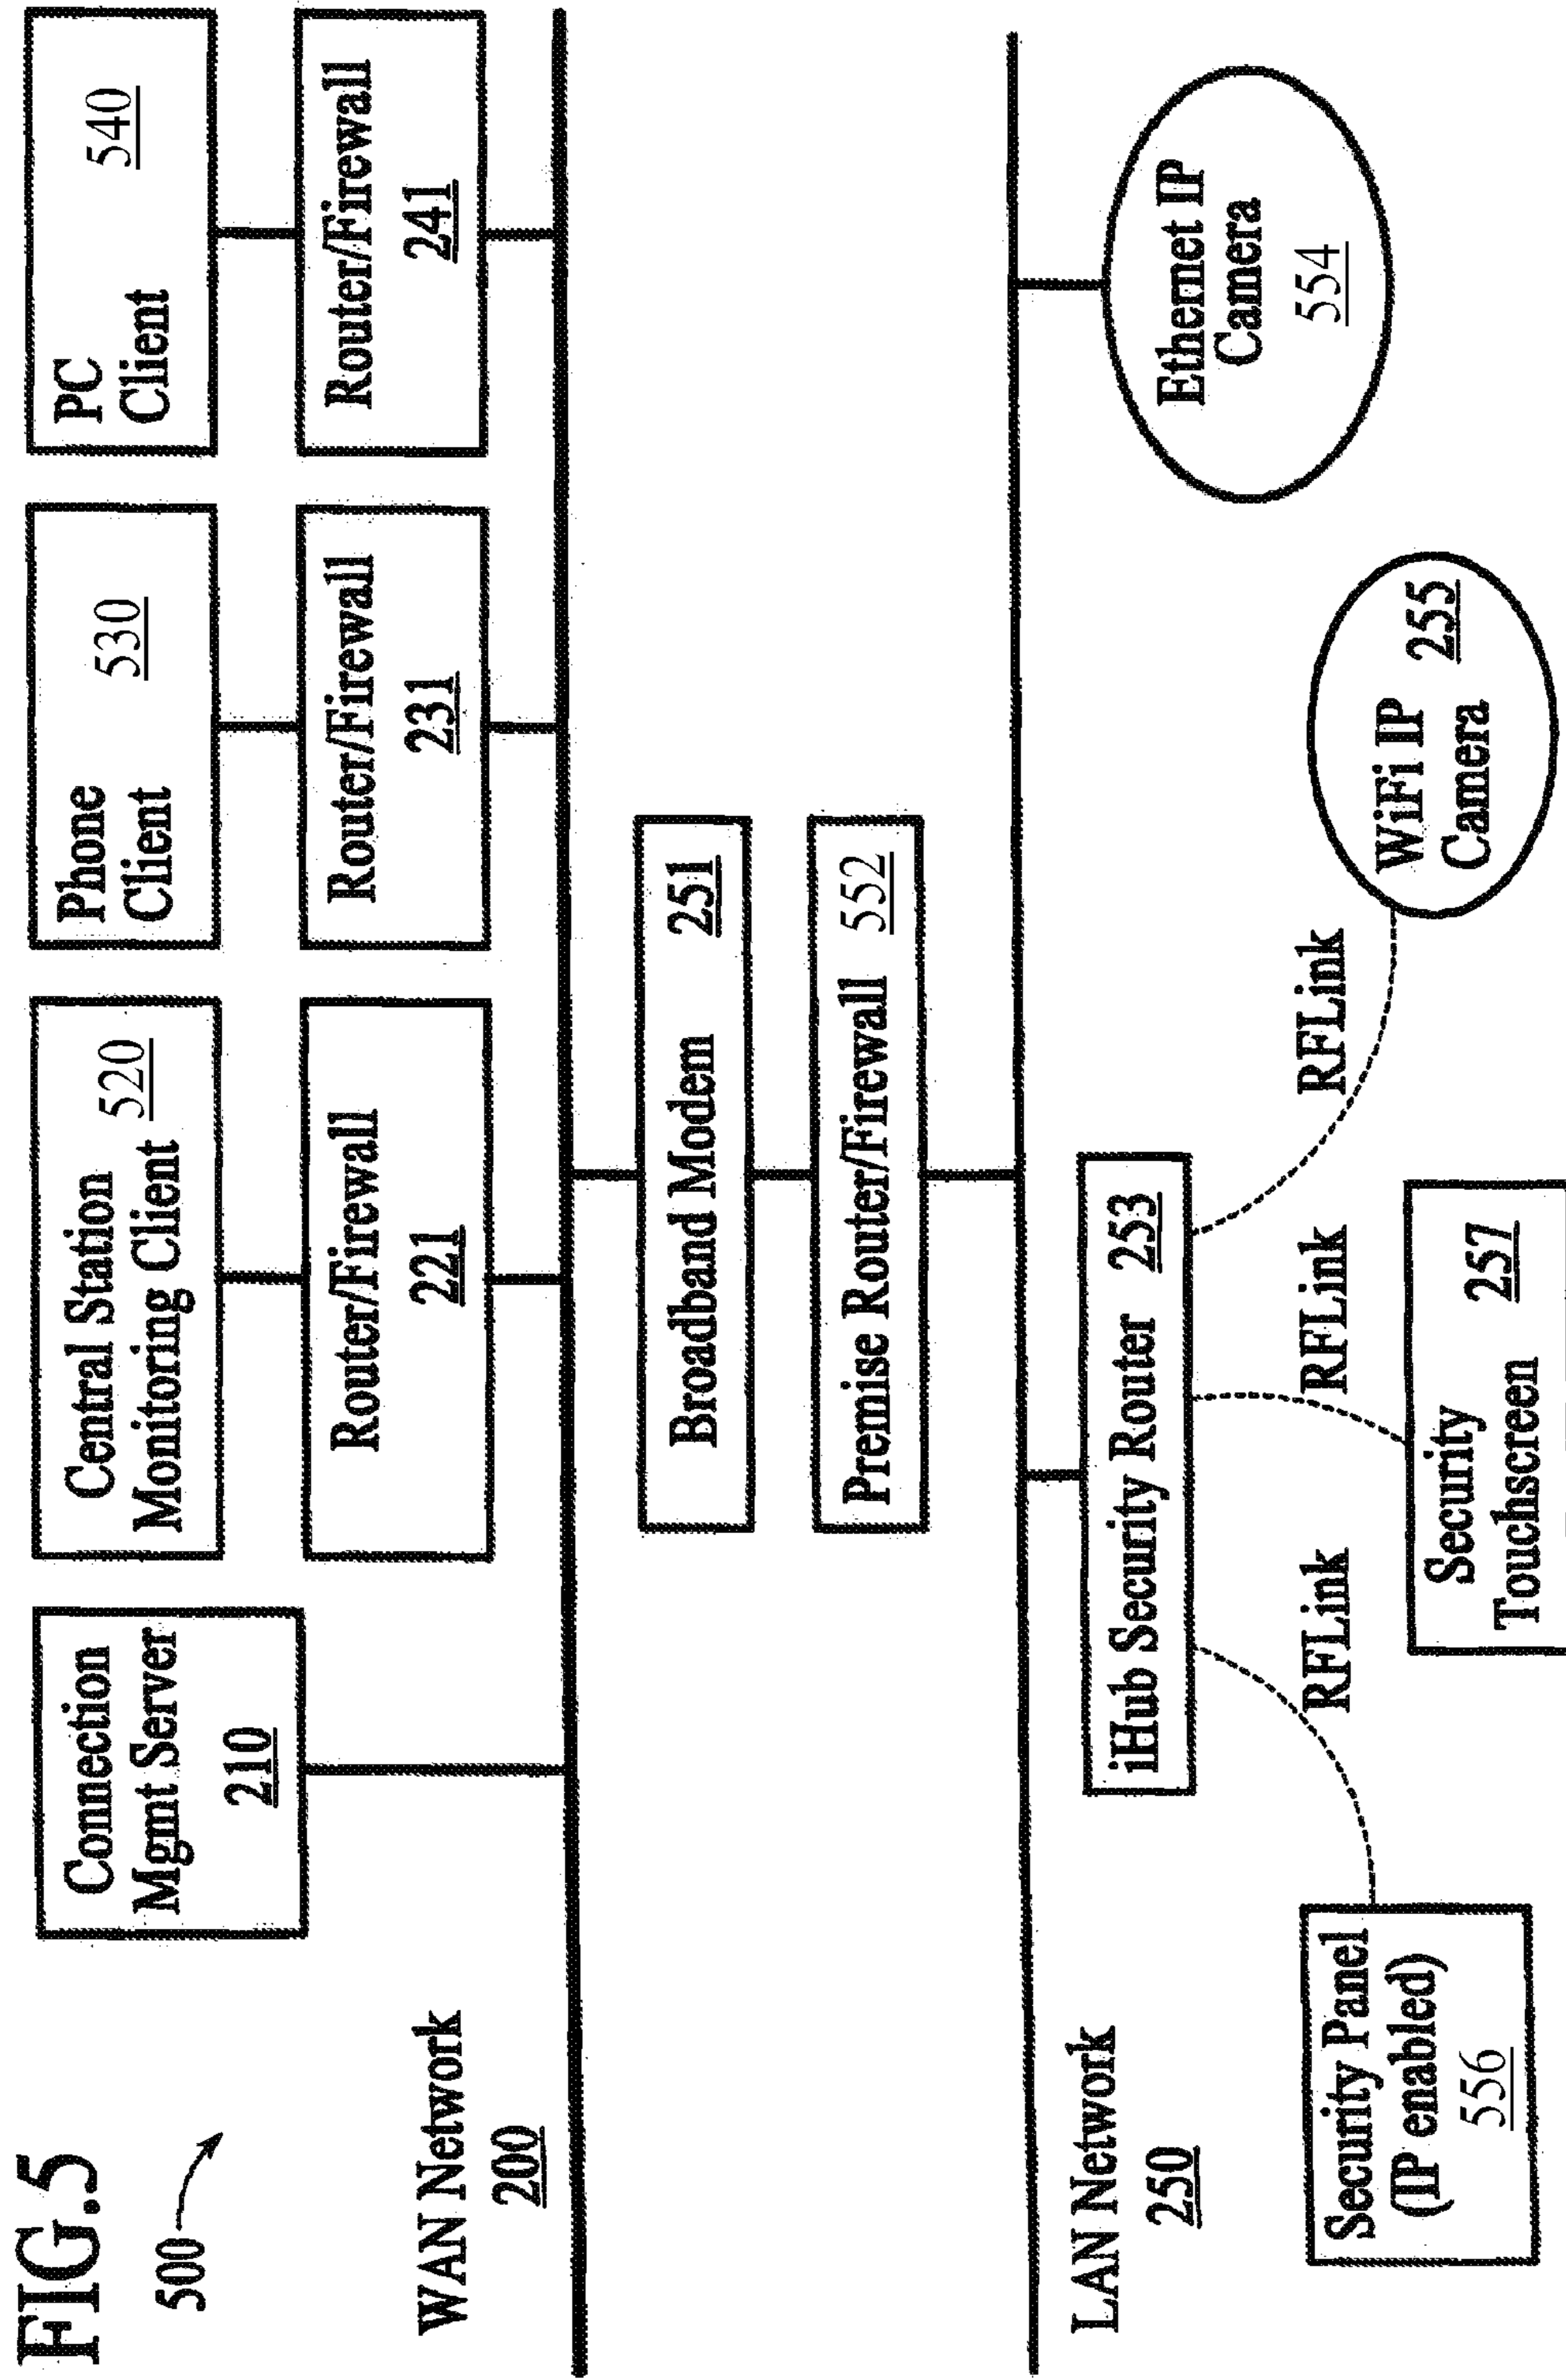 FIG.5
500
Connection
Mgmt Server
210
Central Station
520
Monitoring Client
Phone
Client
530
PC
Client
540
Router/Firewall
221
Router/Firewall
231
Router/Firewall
241
WAN Network
200
Broadband Modem 251
Premise Router/Firewall 552
LAN Network
250
iHub Security Router 253
Ethernet IP
Camera
554
RFLink
RFLink
RFLink
Security Panel
(IP enabled)
556
Security
Touchscreen
257
WiFi IP
Camera
255